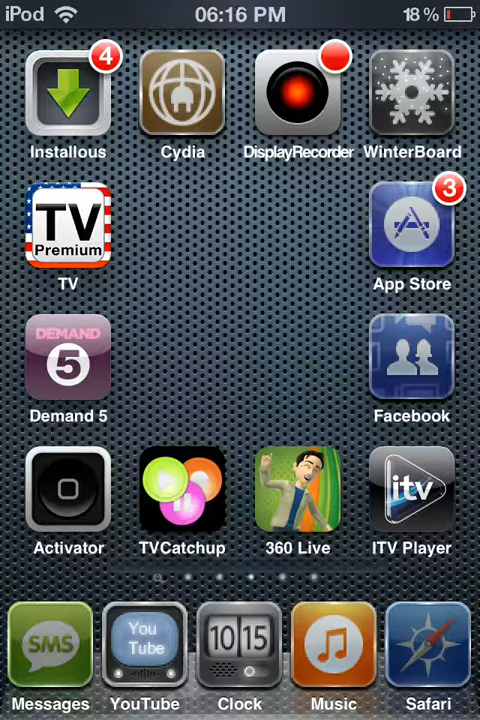 iPod 06:16 PM 18 %
4
Installous Cydia DisplayRecorder WinterBoard
TV
Premium
3
TV App Store
DEMAND
5
Demand 5 Facebook
itv
Activator TVCatchup 360 Live ITV Player
SMS You
Tube 10 15
Messages YouTube Clock Music Safari